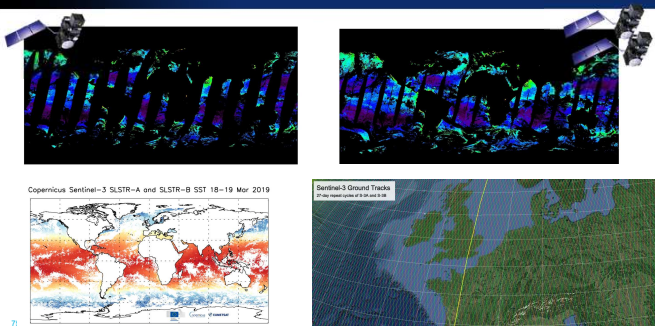 Copernicus Sentinel-3 SLSTR-A and SLSTR-B SST 18-19 Mar 2019
Sentinel-3 Ground Tracks
27-day repeat cycles of S-3A and S-3B